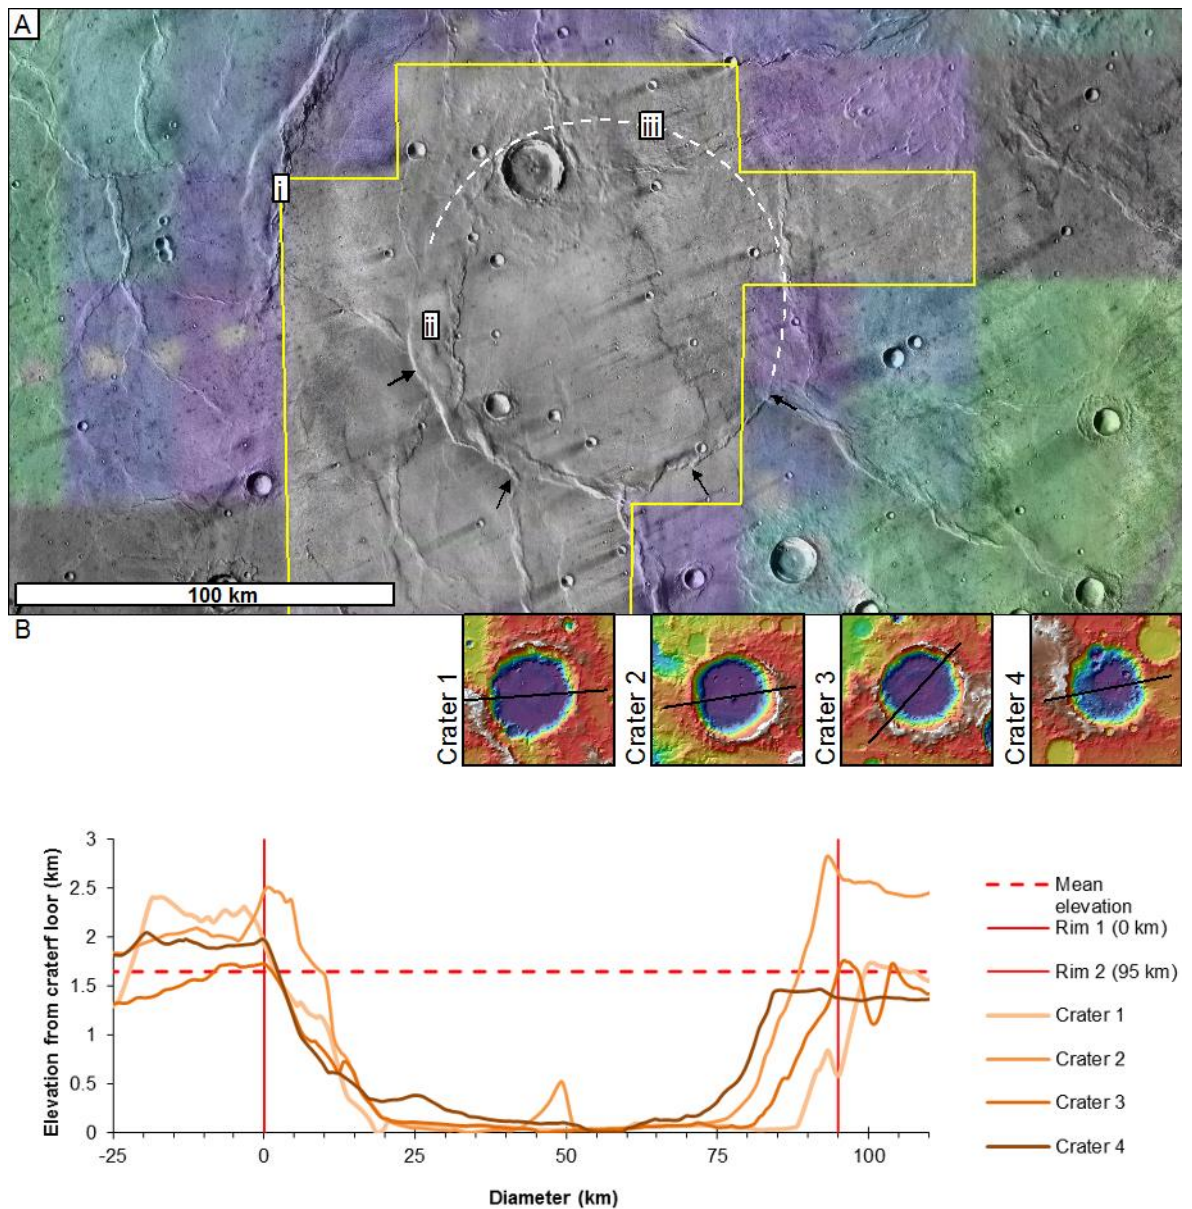 A
i
ii
iii
100 km
B
Crater 1
Crater 2
Crater 3
Crater 4
Elevation from craterf loor (km)
3
2.5
2
1.5
1
0.5
0
-25
0
25
50
75
100
Diameter (km)
Mean
elevation
Rim 1 (0 km)
Rim 2 (95 km)
Crater 1
Crater 2
Crater 3
Crater 4